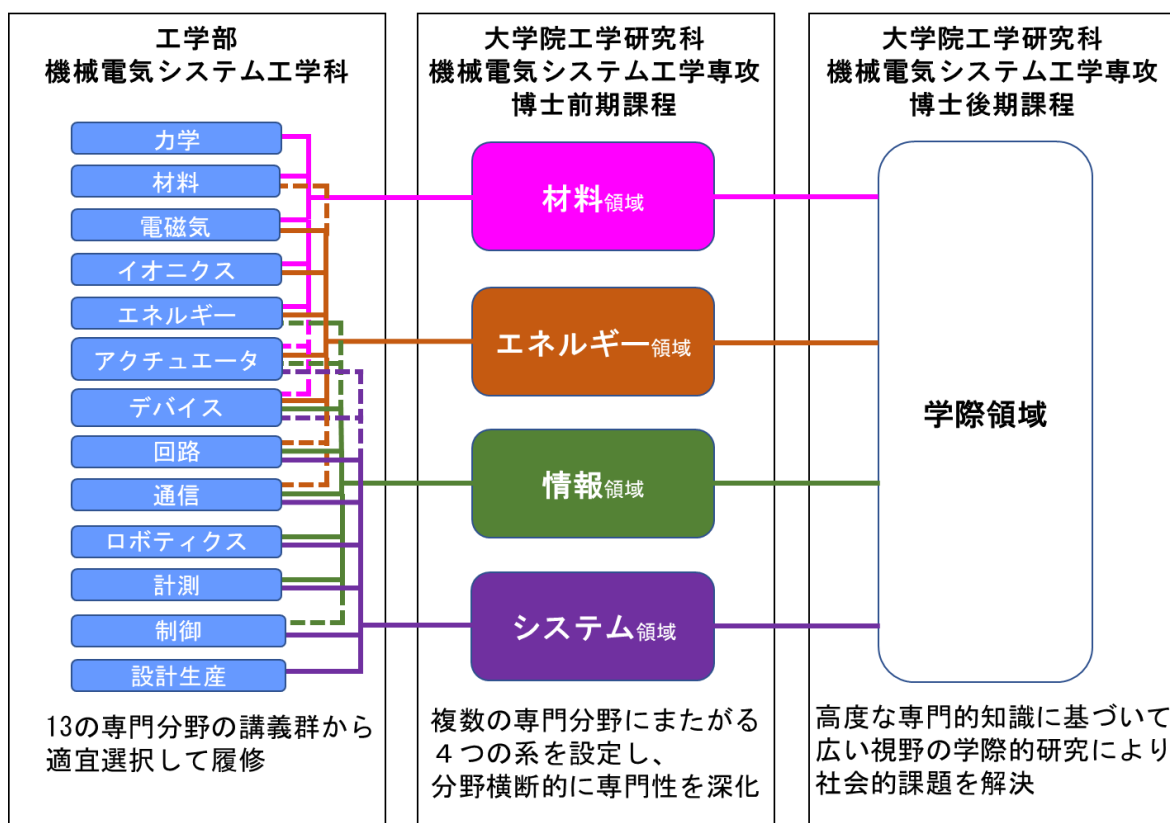 工学部
機械電気システム工学科
力学
材料
電磁気
イオニクス
エネルギー
アクチュエータ
デバイス
回路
通信
ロボティクス
計測
制御
設計生産
13の専門分野の講義群から
適宜選択して履修
大学院工学研究科
機械電気システム工学専攻
博士前期課程
材料領域
エネルギー領域
情報領域
システム領域
複数の専門分野にまたがる
４つの系を設定し、
分野横断的に専門性を深化
大学院工学研究科
機械電気システム工学専攻
博士後期課程
学際領域
高度な専門的知識に基づいて
広い視野の学際的研究により
社会的課題を解決